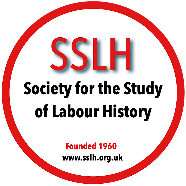 SSLH
Society for the Study
of Labour History
Founded 1960
www.sslh.org.uk